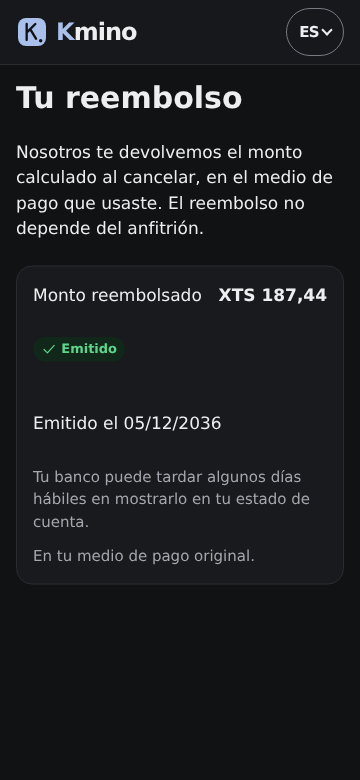 K. Kmino
ES
Tu reembolso
Nosotros te devolvemos el monto
calculado al cancelar, en el medio de
pago que usaste. El reembolso no
depende del anfitrión.
Monto reembolsado XTS 187,44
Emitido
Emitido el 05/12/2036
Tu banco puede tardar algunos días
hábiles en mostrarlo en tu estado de
cuenta.
En tu medio de pago original.